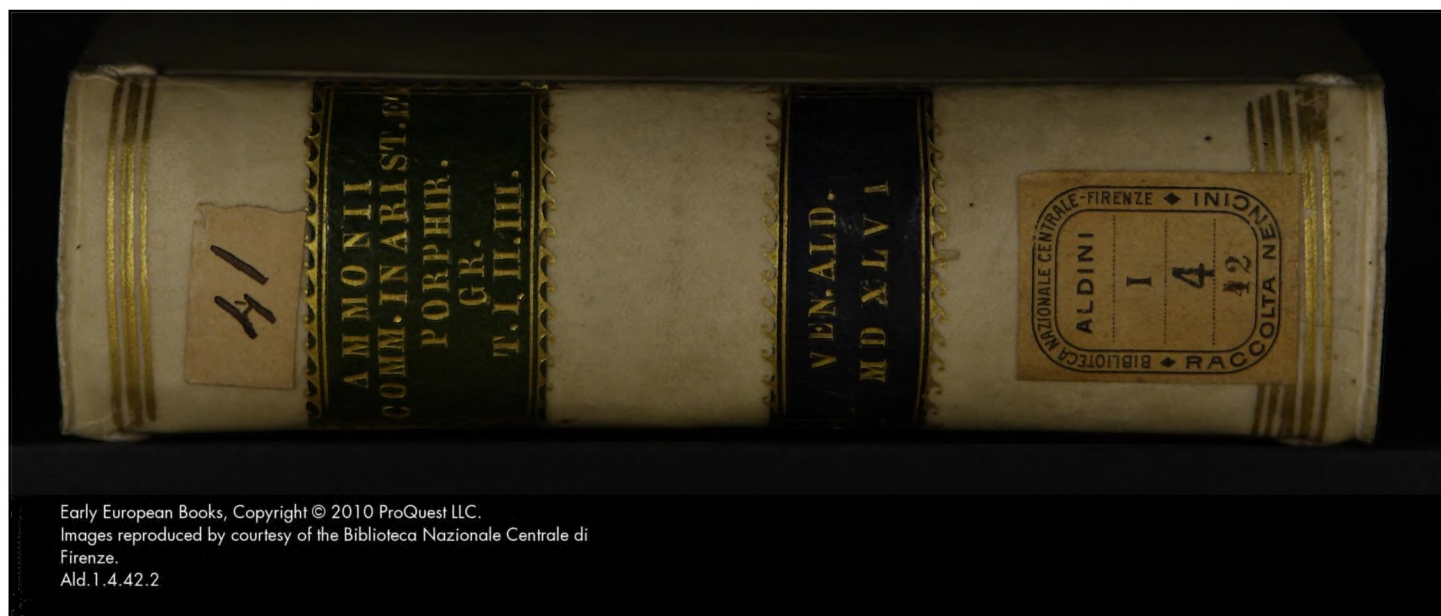 41
AMMONII
COMM.IN ARIST.E
PORPHIR.
GR.
T.I.II.III.
VEN.ALD.
MDXLVI
BIBLIOTECA NAZIONALE CENTRALE-FIRENZE
RACCOLTA NENCINI
ALDINI
I
4
42
Early European Books, Copyright © 2010 ProQuest LLC.
Images reproduced by courtesy of the Biblioteca Nazionale Centrale di
Firenze.
Ald.1.4.42.2